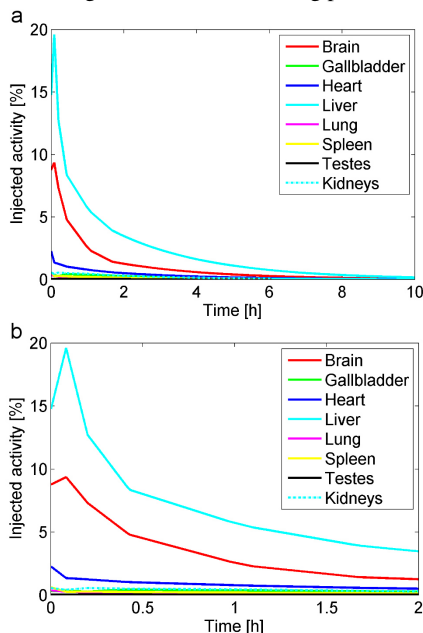 a
20
15
10
5
0
Injected activity [%]
Brain
Gallbladder
Heart
Liver
Lung
Spleen
Testes
Kidneys
0 2 4 6 8 10
Time [h]
b
20
15
10
5
0
Injected activity [%]
Brain
Gallbladder
Heart
Liver
Lung
Spleen
Testes
Kidneys
0 0.5 1 1.5 2
Time [h]